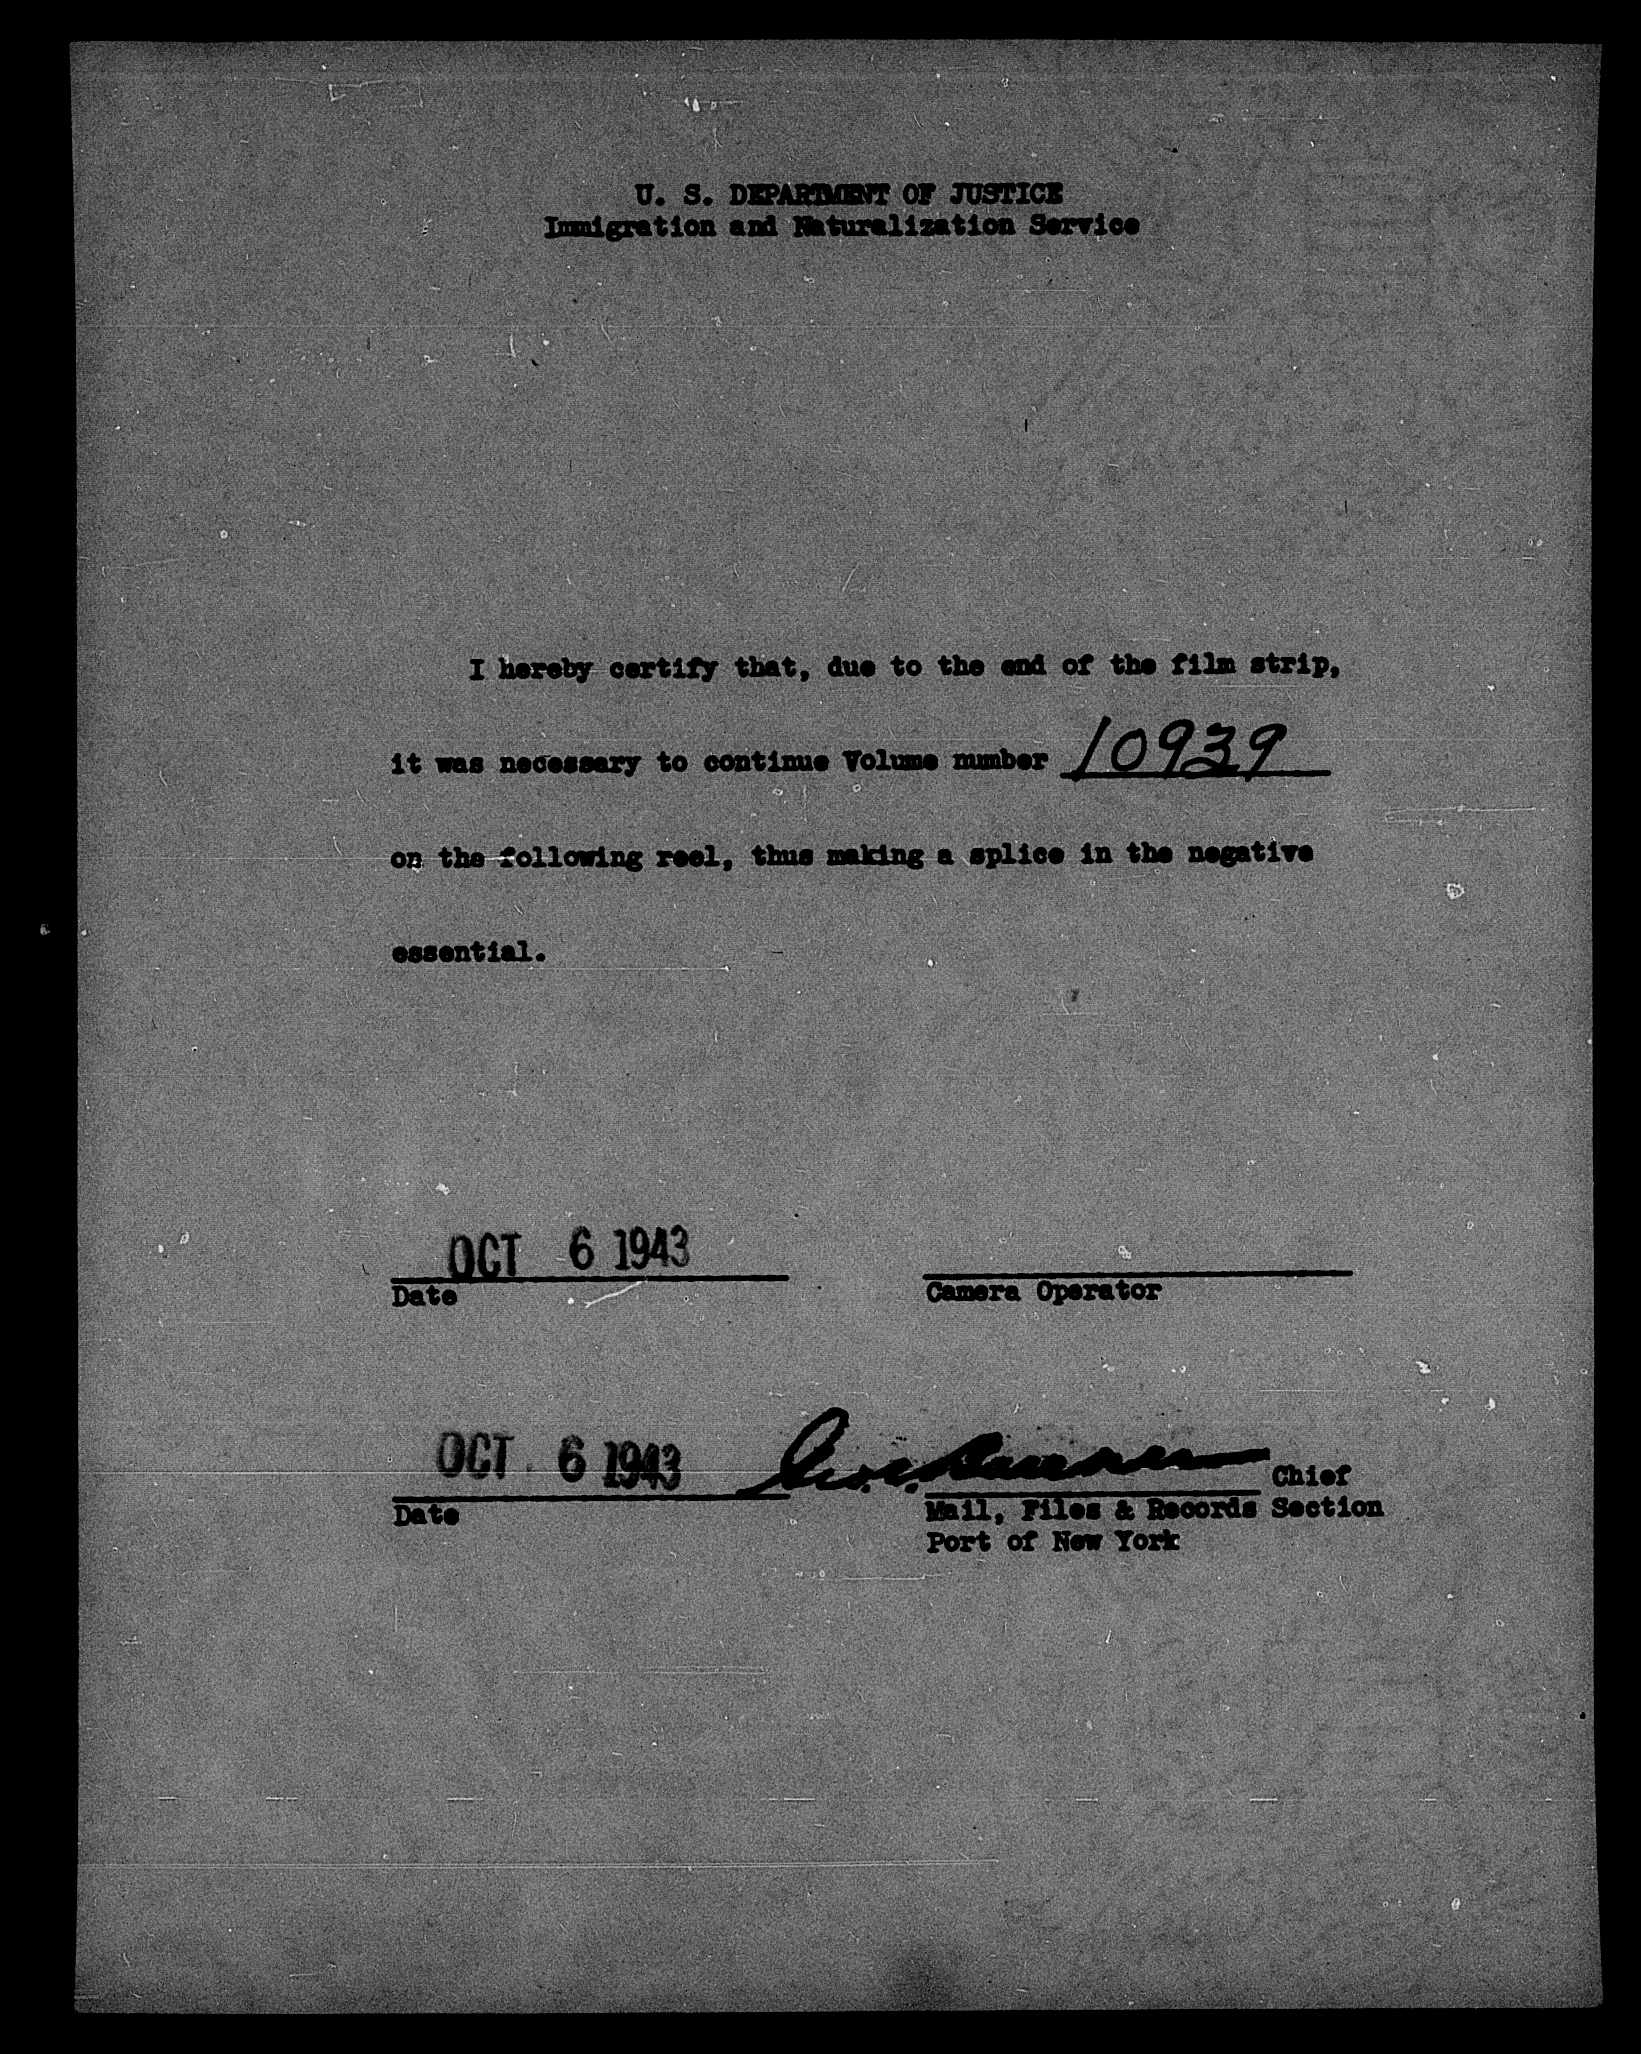 U. S. DEPARTMENT OF JUSTICE
Immigration and Naturalization Service
I hereby certify that, due to the end of the film strip,
it was necessary to continue Volume number 10939
on the following reel, thus making a splice in the negative
essential.
OCT 6 1943
Date
Camera Operator
OCT 6 1943
Chief
Date
Mail, Files & Records Section
Port of New York